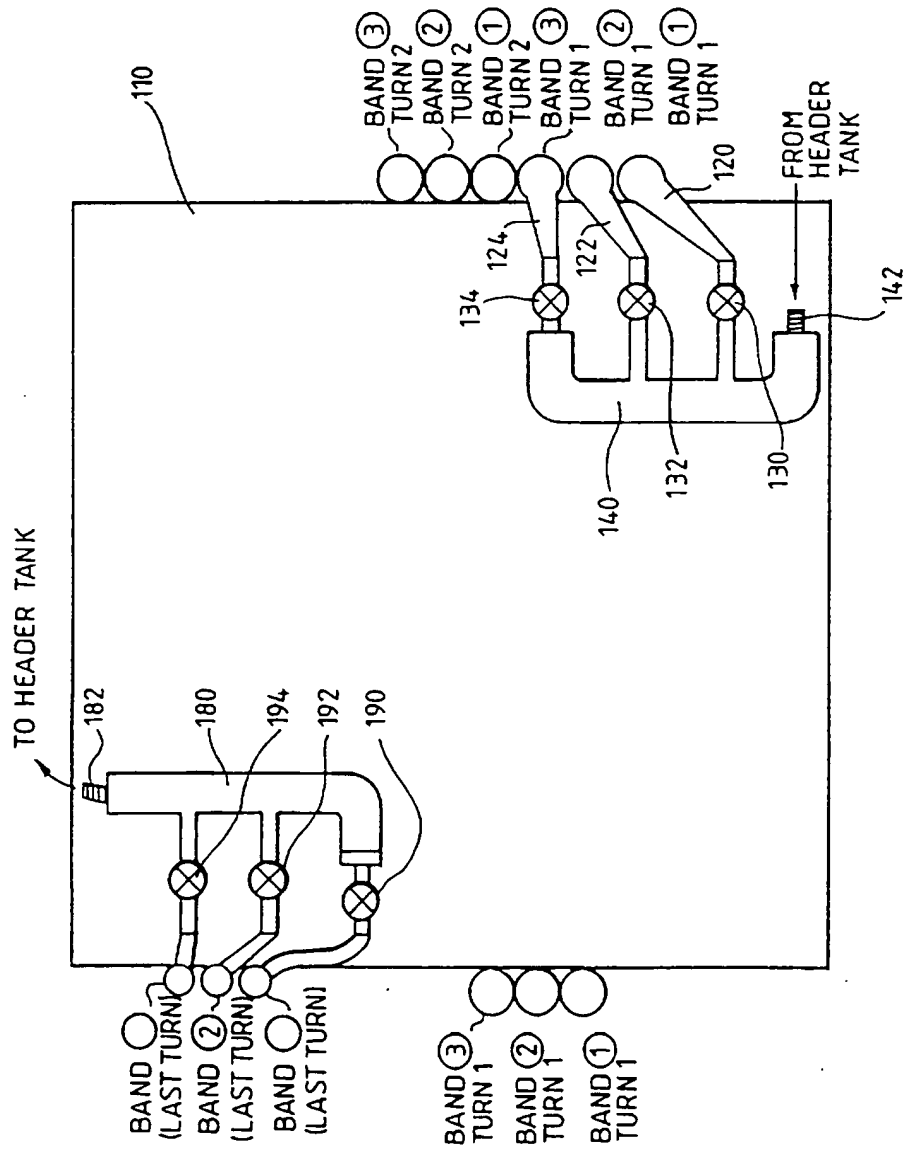 TO HEADER TANK
182
180
194
192
190
BAND
(LAST TURN)
BAND ②
(LAST TURN)
BAND
(LAST TURN)
BAND ③
TURN 1
BAND ②
TURN 1
BAND ①
TURN 1
110
BAND ③
TURN 2
BAND ②
TURN 2
BAND ①
TURN 2
BAND ③
TURN 1
BAND ②
TURN 1
BAND ①
TURN 1
124
134
122
120
140
132
130
142
FROM
HEADER
TANK